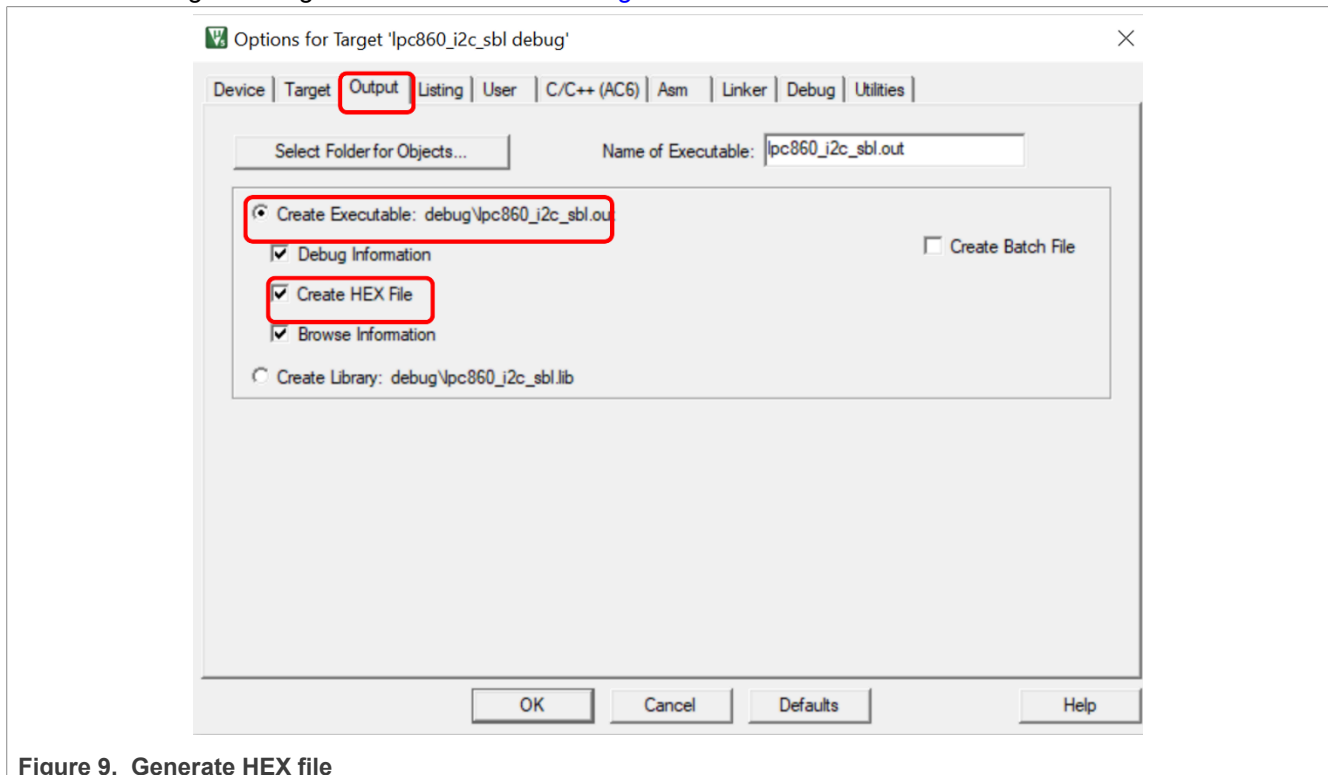 Options for Target 'lpc860_i2c_sbl debug'
Device Target Output Listing User C/C++ (AC6) Asm Linker Debug Utilities
Select Folder for Objects... Name of Executable: lpc860_i2c_sbl.out
Create Executable: debug\lpc860_i2c_sbl.out
Debug Information Create Batch File
Create HEX File
Browse Information
Create Library: debug\lpc860_i2c_sbl.lib
OK Cancel Defaults Help
Figure 9. Generate HEX file